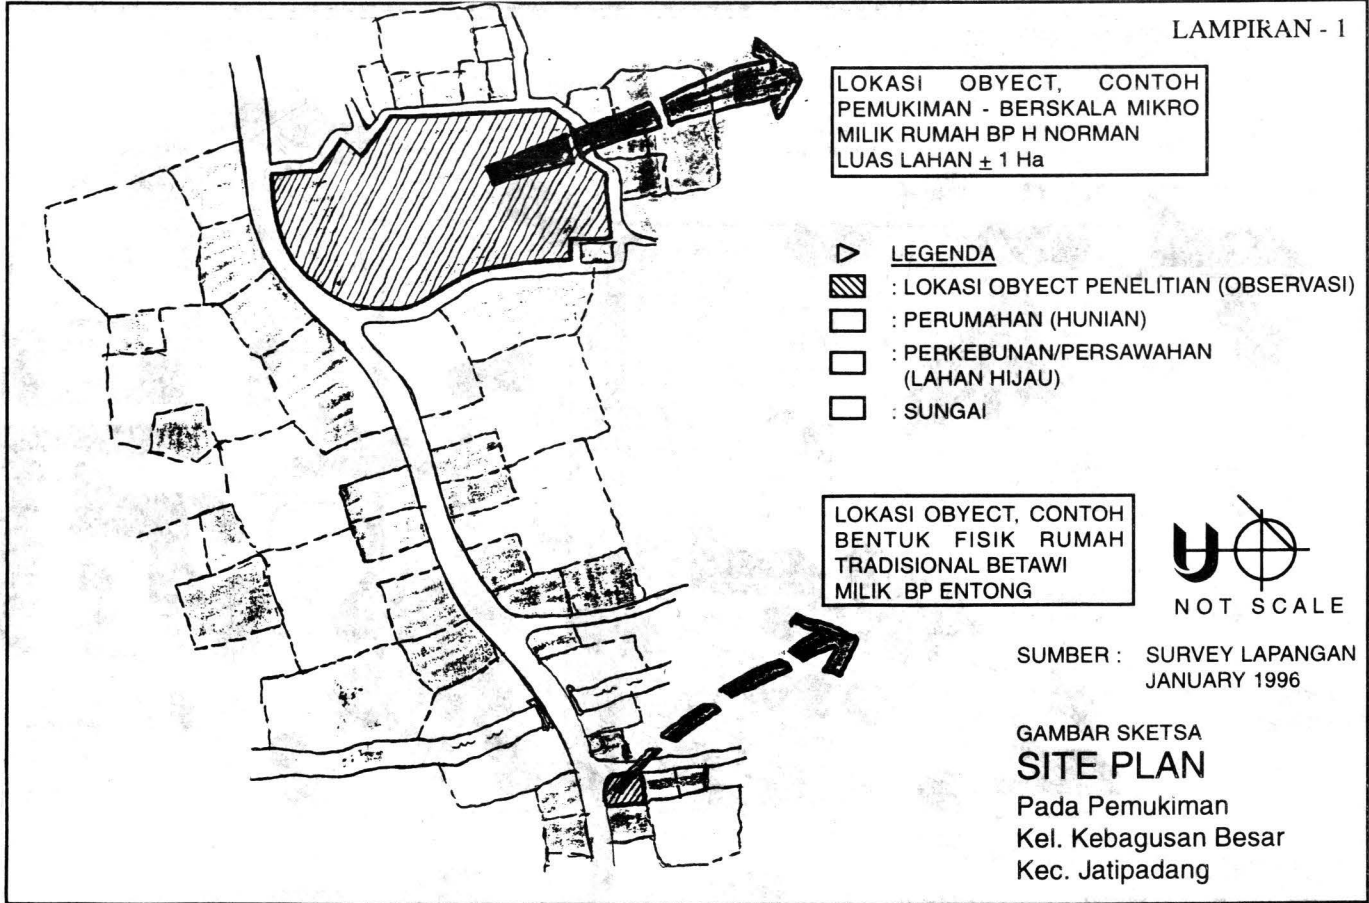 LAMPIRAN - 1
LOKASI OBYECT, CONTOH
PEMUKIMAN - BERSKALA MIKRO
MILIK RUMAH BP H NORMAN
LUAS LAHAN ± 1 Ha
LEGENDA
: LOKASI OBYECT PENELITIAN (OBSERVASI)
: PERUMAHAN (HUNIAN)
: PERKEBUNAN/PERSAWAHAN
(LAHAN HIJAU)
: SUNGAI
LOKASI OBYECT, CONTOH
BENTUK FISIK RUMAH
TRADISIONAL BETAWI
MILIK BP ENTONG
U
NOT SCALE
SUMBER : SURVEY LAPANGAN
JANUARY 1996
GAMBAR SKETSA
SITE PLAN
Pada Pemukiman
Kel. Kebagusan Besar
Kec. Jatipadang